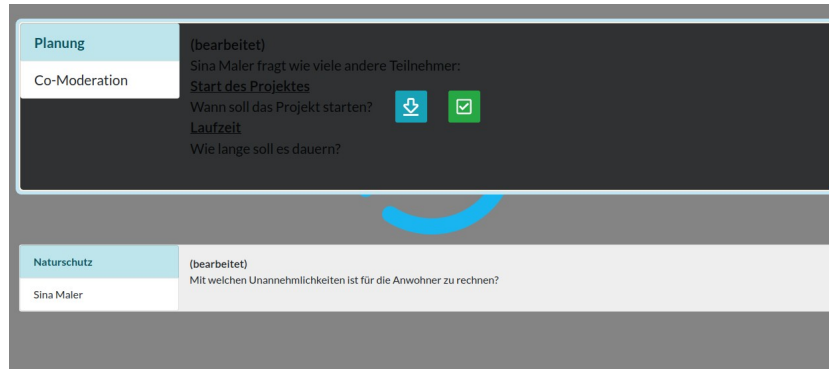 Planung
Co-Moderation
(bearbeitet)
Sina Maler fragt wie viele andere Teilnehmer:
Start des Projektes
Wann soll das Projekt starten?
Laufzeit
Wie lange soll es dauern?
Naturschutz
Sina Maler
(bearbeitet)
Mit welchen Unannehmlichkeiten ist für die Anwohner zu rechnen?